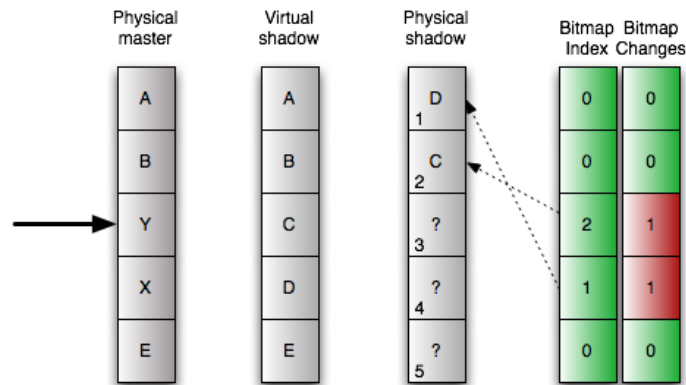 Physical master
Virtual shadow
Physical shadow
Bitmap Index
Bitmap Changes
A A D 1 0 0
B B C 2 0 0
Y C ? 3 2 1
X D ? 4 1 1
E E ? 5 0 0